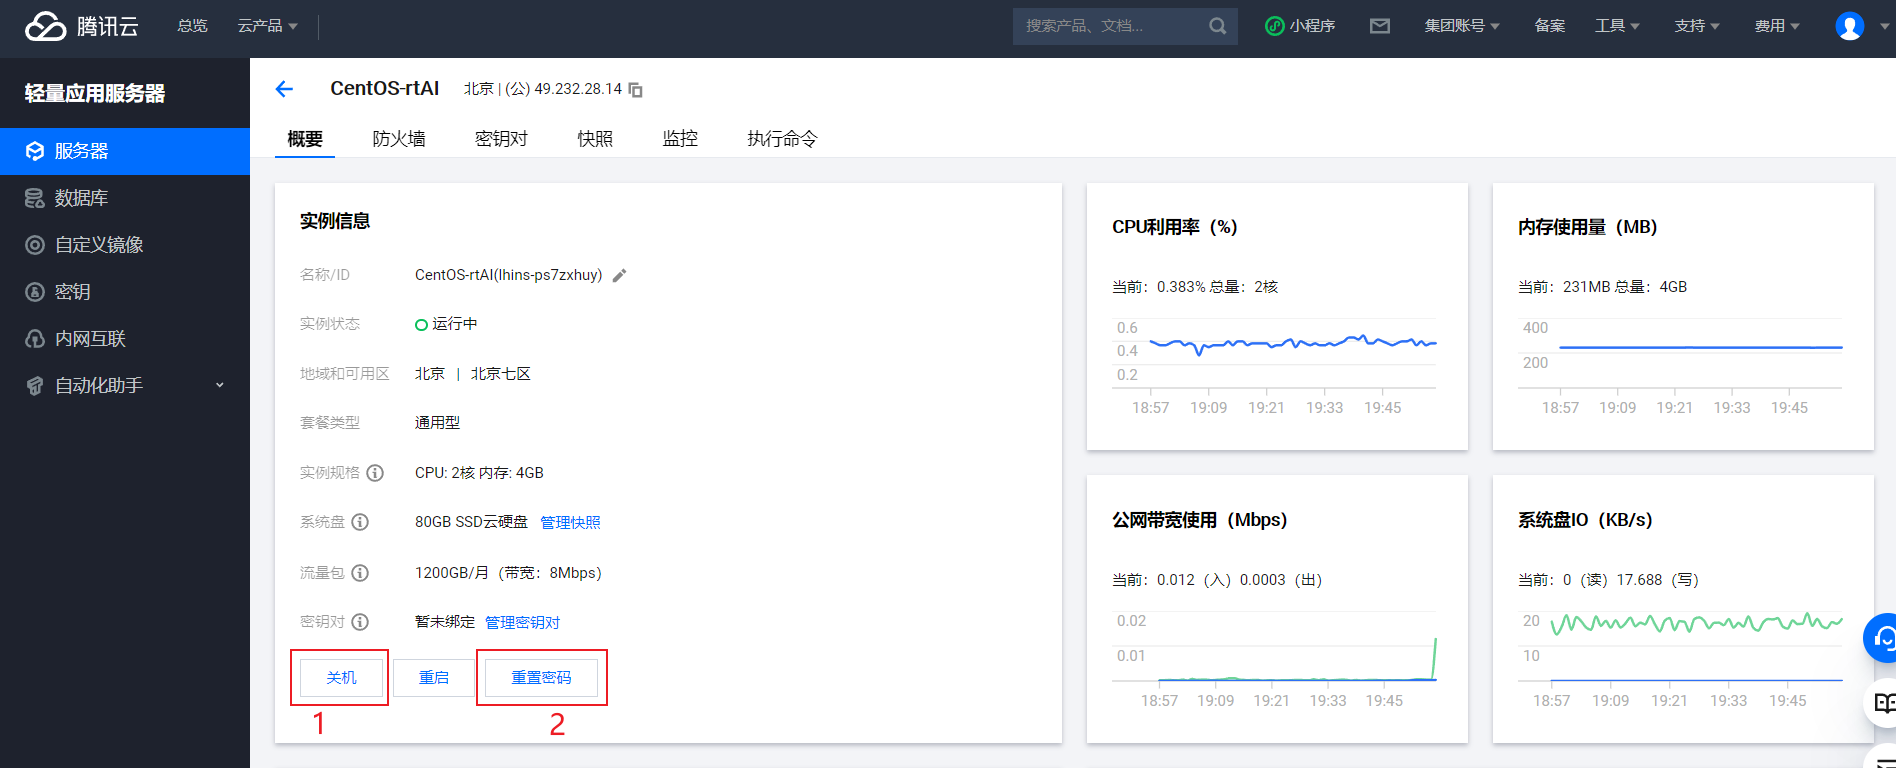 腾讯云 总览 云产品 搜索产品、文档... 小程序 集团账号 备案 工具 支持 费用
轻量应用服务器
服务器
数据库
自定义镜像
密钥
内网互联
自动化助手
CentOS-rtAI 北京 | (公) 49.232.28.14
概要 防火墙 密钥对 快照 监控 执行命令
实例信息
名称/ID CentOS-rtAI(lhins-ps7zxhuy)
实例状态 运行中
地域和可用区 北京 | 北京七区
套餐类型 通用型
实例规格 CPU: 2核 内存: 4GB
系统盘 80GB SSD云硬盘 管理快照
流量包 1200GB/月（带宽：8Mbps）
密钥对 暂未绑定 管理密钥对
关机 重启 重置密码
1 2
CPU利用率（%）
当前：0.383% 总量：2核
0.6
0.4
0.2
18:57 19:09 19:21 19:33 19:45
内存使用量（MB）
当前：231MB 总量：4GB
400
200
18:57 19:09 19:21 19:33 19:45
公网带宽使用（Mbps）
当前：0.012（入）0.0003（出）
0.02
0.01
18:57 19:09 19:21 19:33 19:45
系统盘IO（KB/s）
当前：0（读）17.688（写）
20
10
18:57 19:09 19:21 19:33 19:45